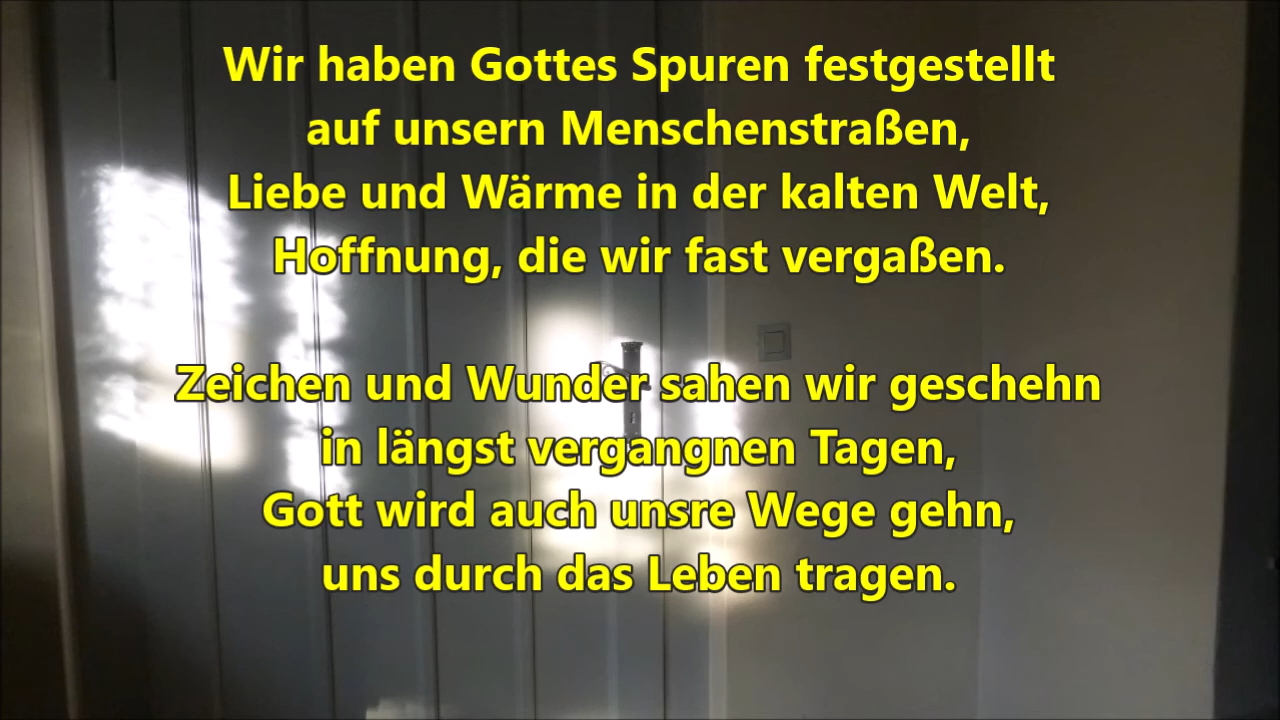 Wir haben Gottes Spuren festgestellt
auf unsern Menschenstraßen,
Liebe und Wärme in der kalten Welt,
Hoffnung, die wir fast vergaßen.
Zeichen und Wunder sahen wir geschehn
in längst vergangnen Tagen,
Gott wird auch unsre Wege gehn,
uns durch das Leben tragen.